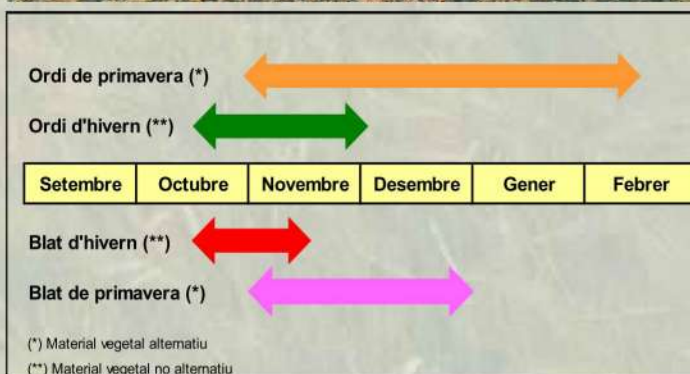 Ordi de primavera (*)
Ordi d'hivern (**)
Setembre Octubre Novembre Desembre Gener Febrer
Blat d'hivern (**)
Blat de primavera (*)
(*) Material vegetal alternatiu
(**) Material vegetal no alternatiu